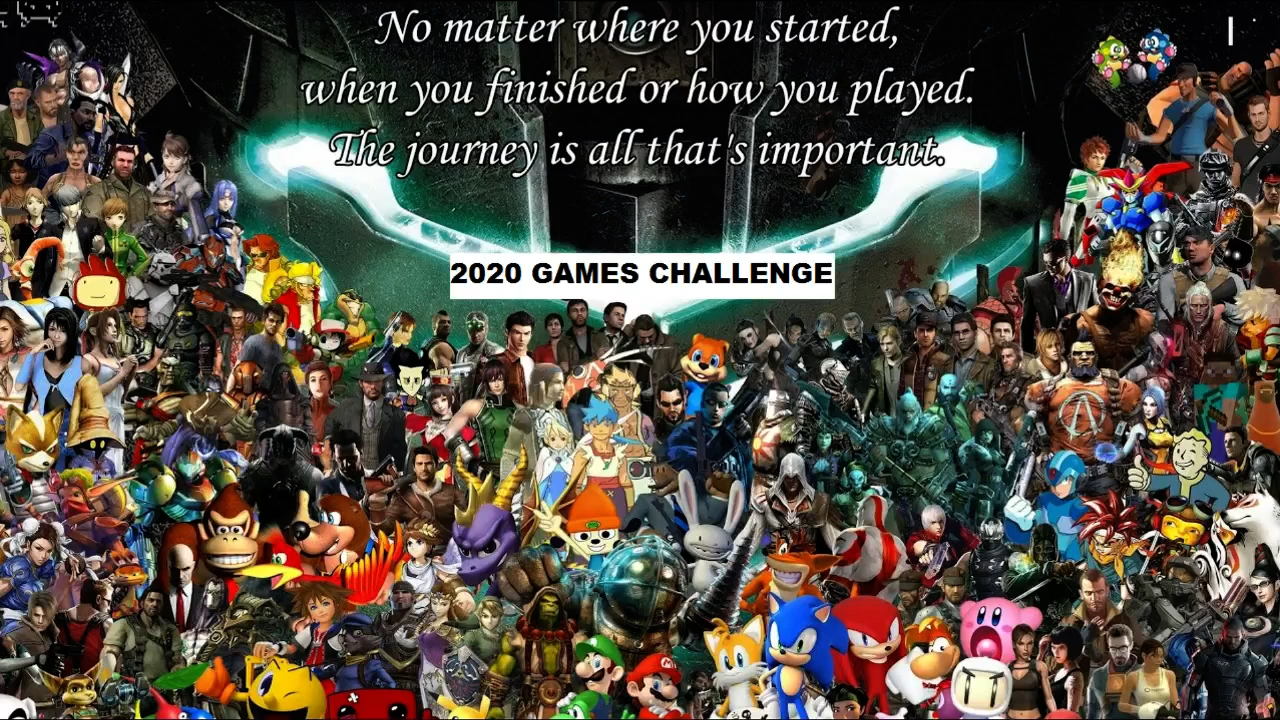 No matter where you started,
when you finished or how you played.
The journey is all that's important.
2020 GAMES CHALLENGE